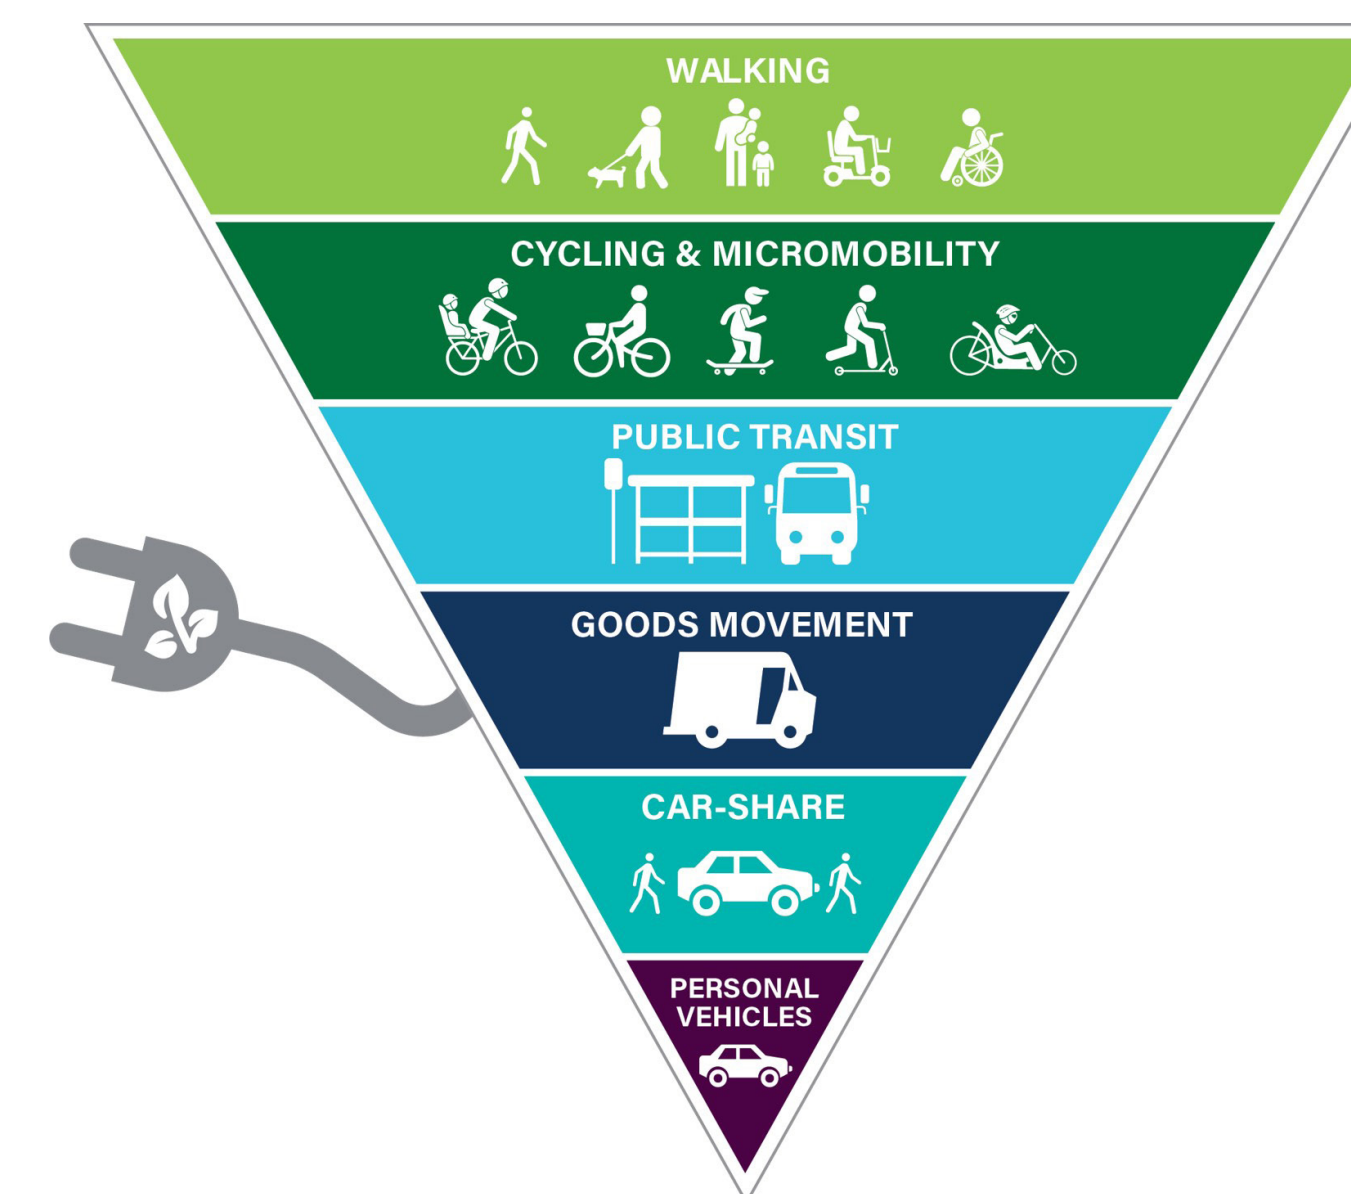 WALKING
CYCLING & MICROMOBILITY
PUBLIC TRANSIT
GOODS MOVEMENT
CAR-SHARE
PERSONAL
VEHICLES